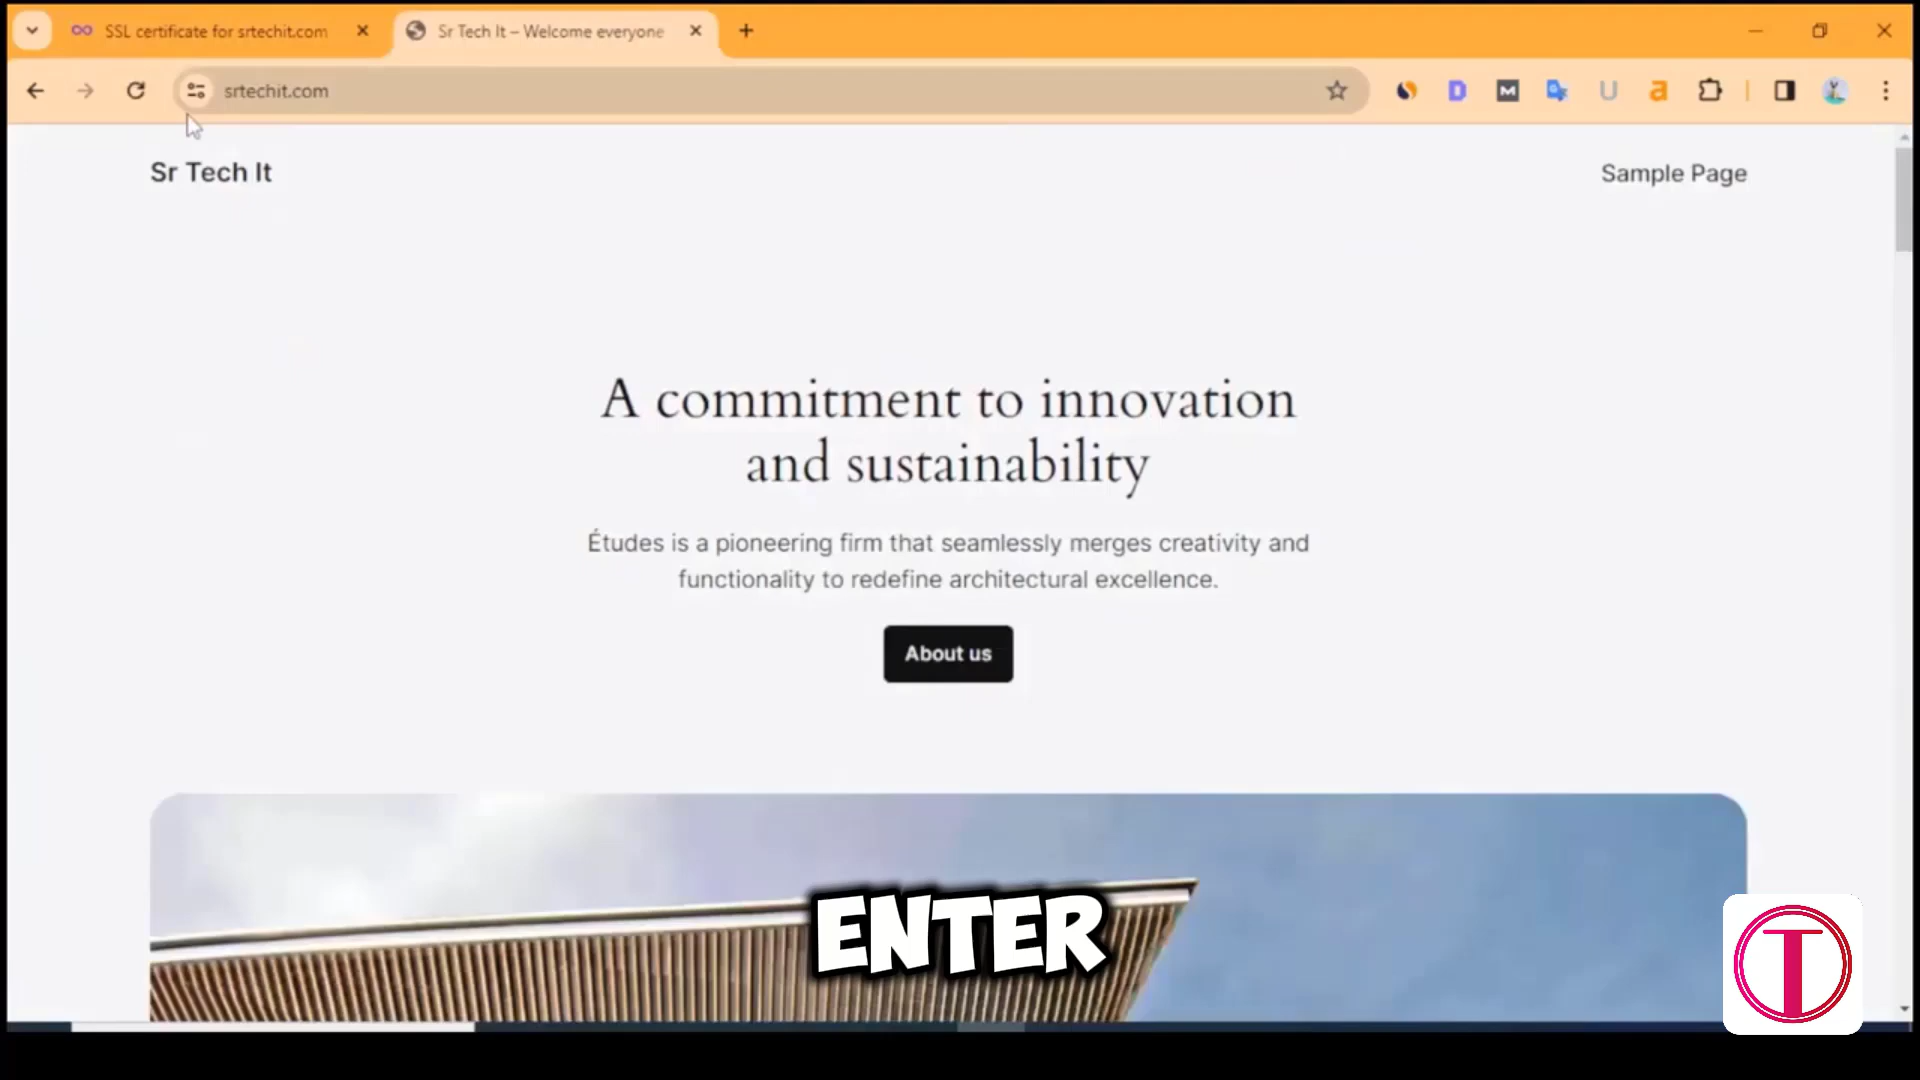 SSL certificate for srtechit.com
Sr Tech It – Welcome everyone
srtechit.com
Sr Tech It
Sample Page
A commitment to innovation
and sustainability
Études is a pioneering firm that seamlessly merges creativity and
functionality to redefine architectural excellence.
About us
ENTER
T